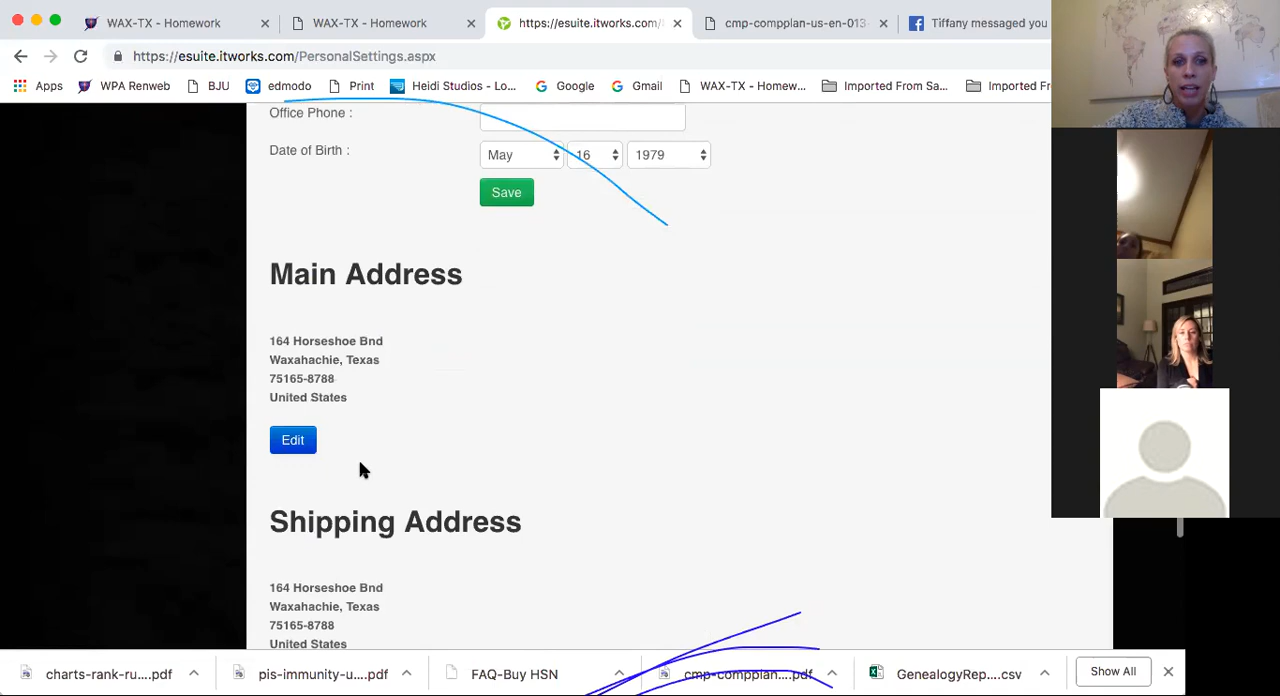 WAX-TX - Homework
WAX-TX - Homework
https://esuite.itworks.com/
cmp-compplan-us-en-013-
Tiffany messaged you
https://esuite.itworks.com/PersonalSettings.aspx
Apps
WPA Renweb
BJU
edmodo
Print
Heidi Studios - Lo...
Google
Gmail
WAX-TX - Homew...
Imported From Sa...
Imported Fr
Office Phone :
Date of Birth :
May
16
1979
Save
Main Address
164 Horseshoe Bnd
Waxahachie, Texas
75165-8788
United States
Edit
Shipping Address
164 Horseshoe Bnd
Waxahachie, Texas
75165-8788
United States
charts-rank-ru....pdf
pis-immunity-u....pdf
FAQ-Buy HSN
cmp-compplan....pdf
GenealogyRep....csv
Show All